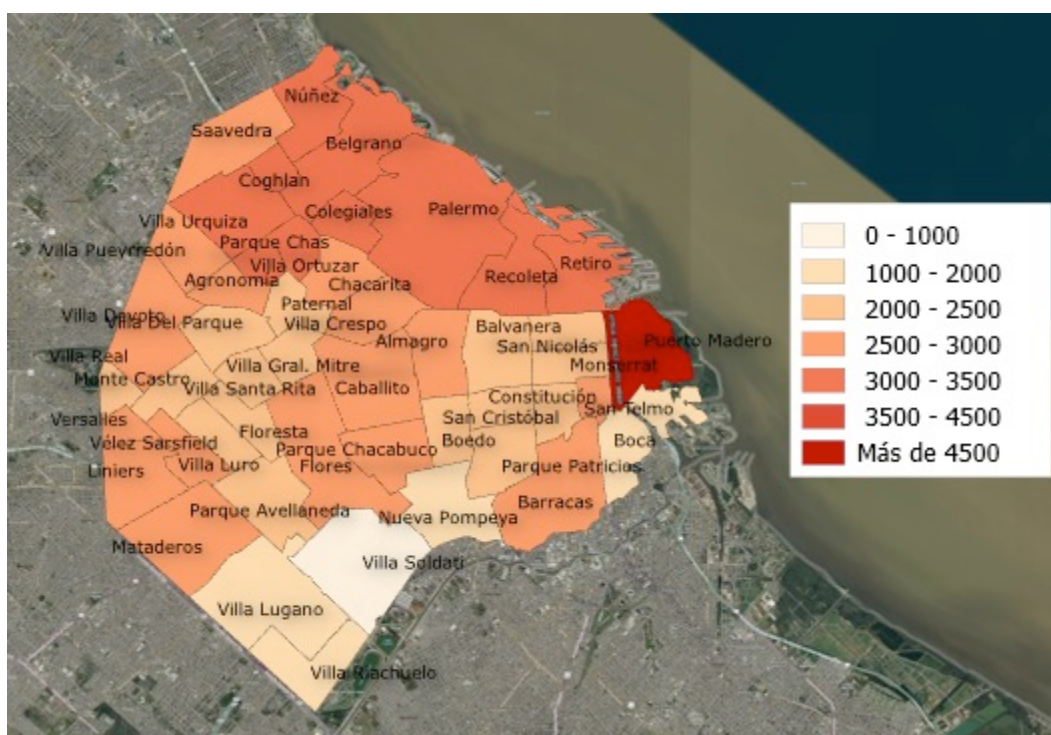 Núñez
Saavedra
Belgrano
Coghlan
Colegiales
Palermo
Villa Urquiza
Parque Chas
Villa Pueyrredón
Villa Ortuzar
Retiro
Recoleta
Agronomía
Chacarita
Paternal
Villa Devoto
Villa Del Parque
Villa Crespo
Balvanera
Almagro
San Nicolás
Puerto Madero
Villa Real
Villa Gral. Mitre
Monserrat
Monte Castro
Villa Santa Rita
Caballito
Constitución
San Telmo
San Cristóbal
Versalles
Floresta
Boedo
Boca
Vélez Sarsfield
Parque Chacabuco
Liniers
Villa Luro
Flores
Parque Patricios
Barracas
Parque Avellaneda
Nueva Pompeya
Mataderos
Villa Soldati
Villa Lugano
Villa Riachuelo
0 - 1000
1000 - 2000
2000 - 2500
2500 - 3000
3000 - 3500
3500 - 4500
Más de 4500